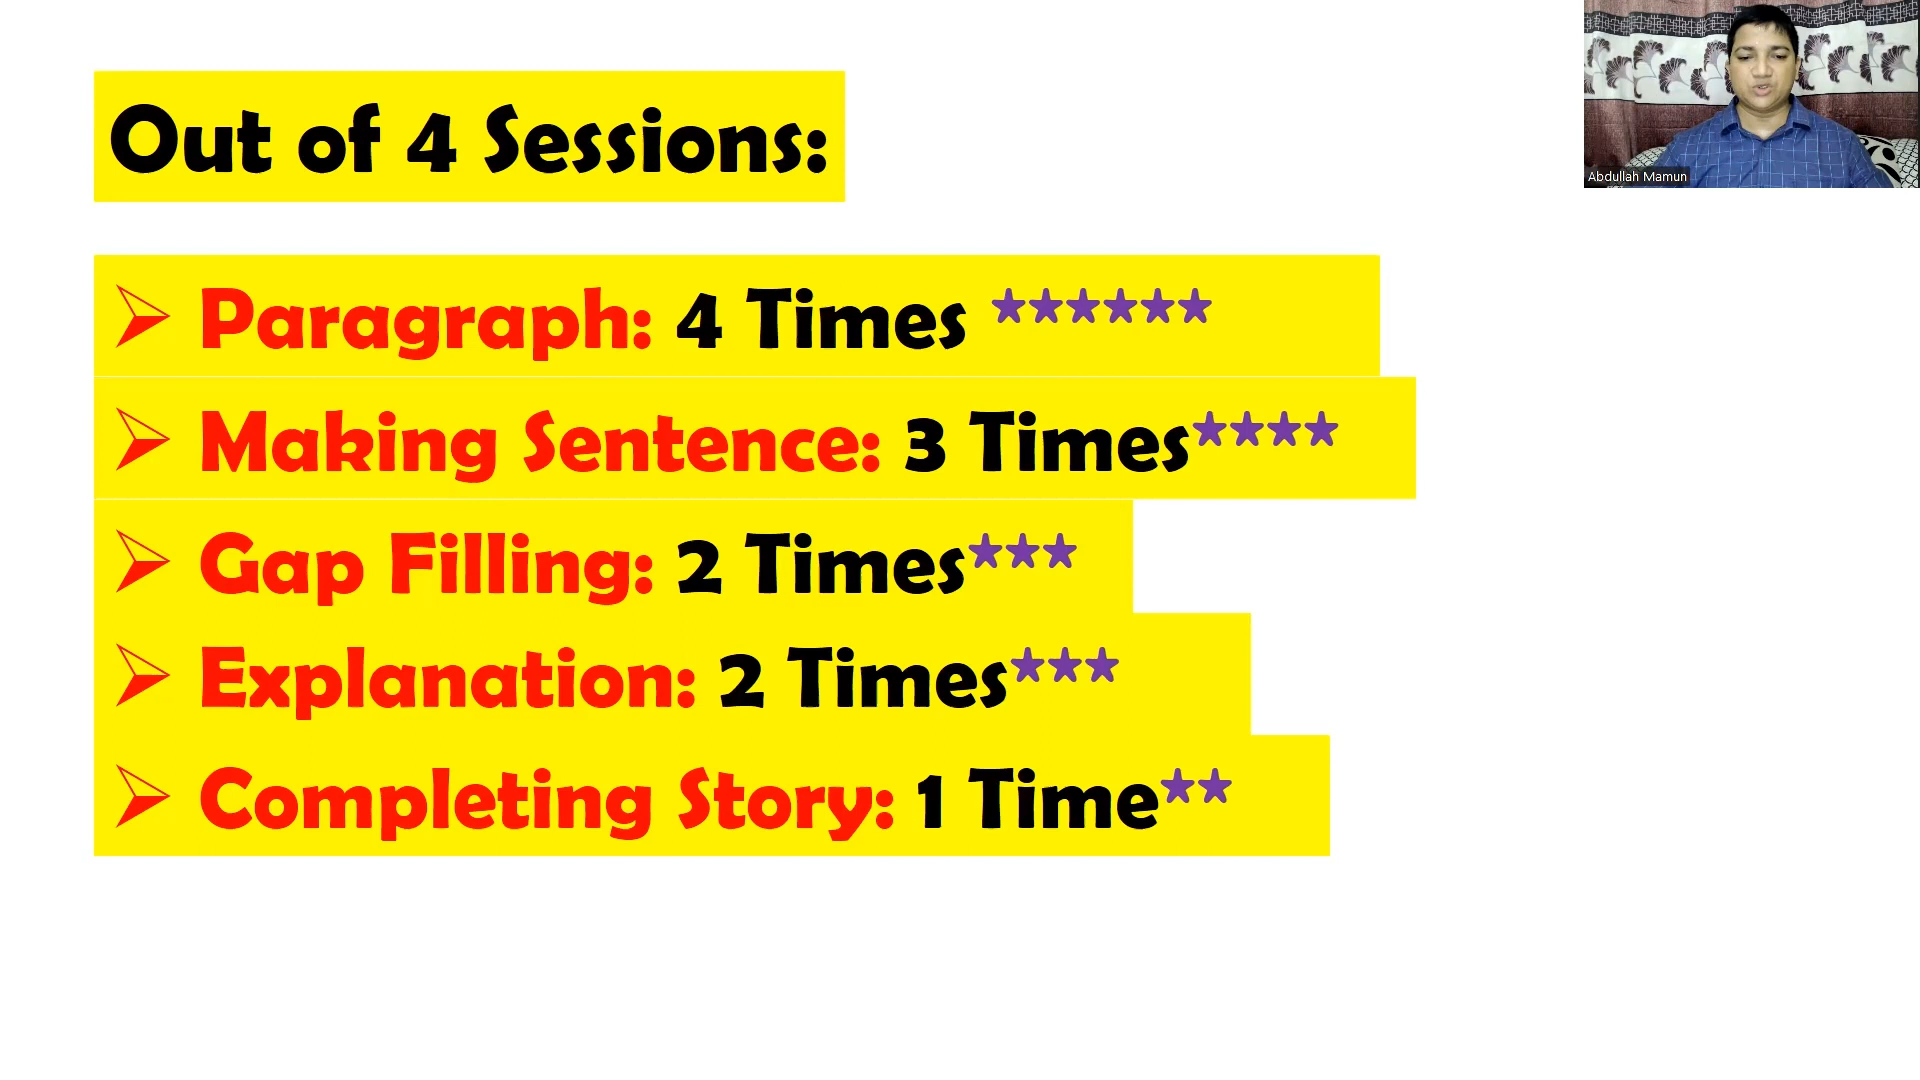 Out of 4 Sessions:
Abdullah Mamun
➢ Paragraph: 4 Times ★★★★★★
➢ Making Sentence: 3 Times★★★★
➢ Gap Filling: 2 Times★★★
➢ Explanation: 2 Times★★★
➢ Completing Story: 1 Time★★